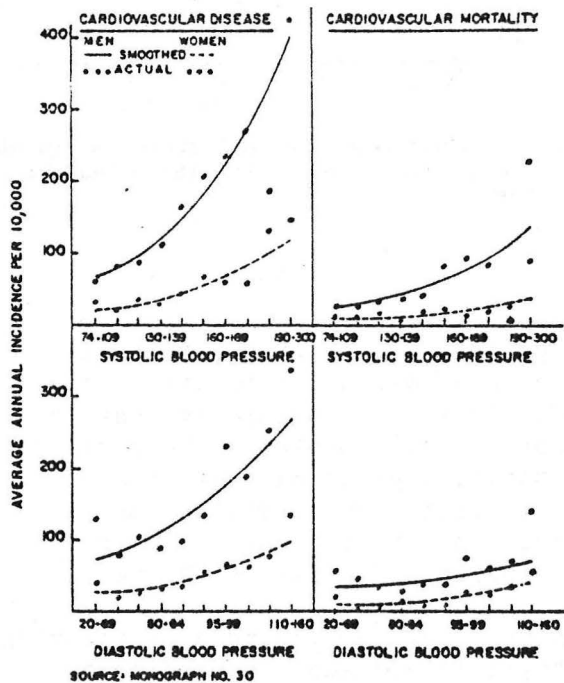 CARDIOVASCULAR DISEASE
MEN WOMEN
SMOOTHED
ACTUAL
CARDIOVASCULAR MORTALITY
AVERAGE ANNUAL INCIDENCE PER 10,000
400
300
200
100
74-109 130-139 160-169 190-300
SYSTOLIC BLOOD PRESSURE
74-109 130-139 160-169 190-300
SYSTOLIC BLOOD PRESSURE
300
200
100
0
20-69 80-84 95-99 110-160
DIASTOLIC BLOOD PRESSURE
20-69 80-84 95-99 110-160
DIASTOLIC BLOOD PRESSURE
SOURCE: MONOGRAPH NO. 30